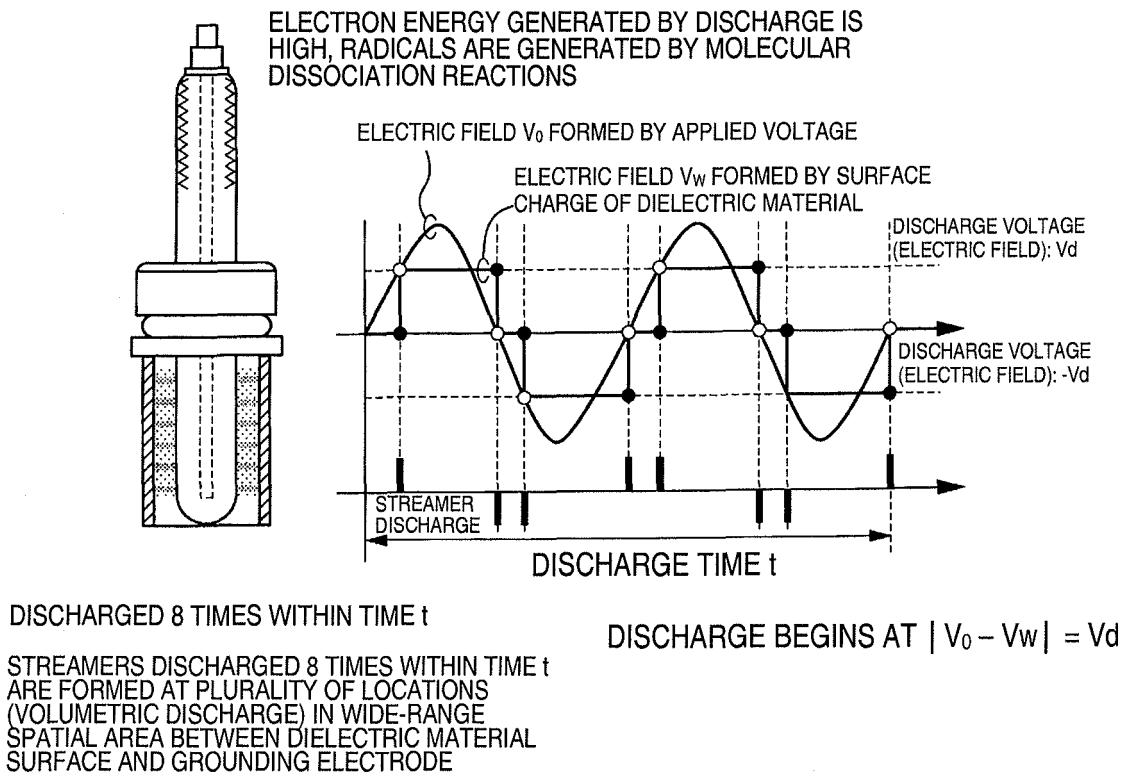 ELECTRON ENERGY GENERATED BY DISCHARGE IS
HIGH, RADICALS ARE GENERATED BY MOLECULAR
DISSOCIATION REACTIONS
ELECTRIC FIELD V0 FORMED BY APPLIED VOLTAGE
ELECTRIC FIELD VW FORMED BY SURFACE
CHARGE OF DIELECTRIC MATERIAL
DISCHARGE VOLTAGE
(ELECTRIC FIELD): Vd
DISCHARGE VOLTAGE
(ELECTRIC FIELD): -Vd
STREAMER
DISCHARGE
DISCHARGE TIME t
DISCHARGED 8 TIMES WITHIN TIME t
DISCHARGE BEGINS AT | V0 – VW | = Vd
STREAMERS DISCHARGED 8 TIMES WITHIN TIME t
ARE FORMED AT PLURALITY OF LOCATIONS
(VOLUMETRIC DISCHARGE) IN WIDE-RANGE
SPATIAL AREA BETWEEN DIELECTRIC MATERIAL
SURFACE AND GROUNDING ELECTRODE